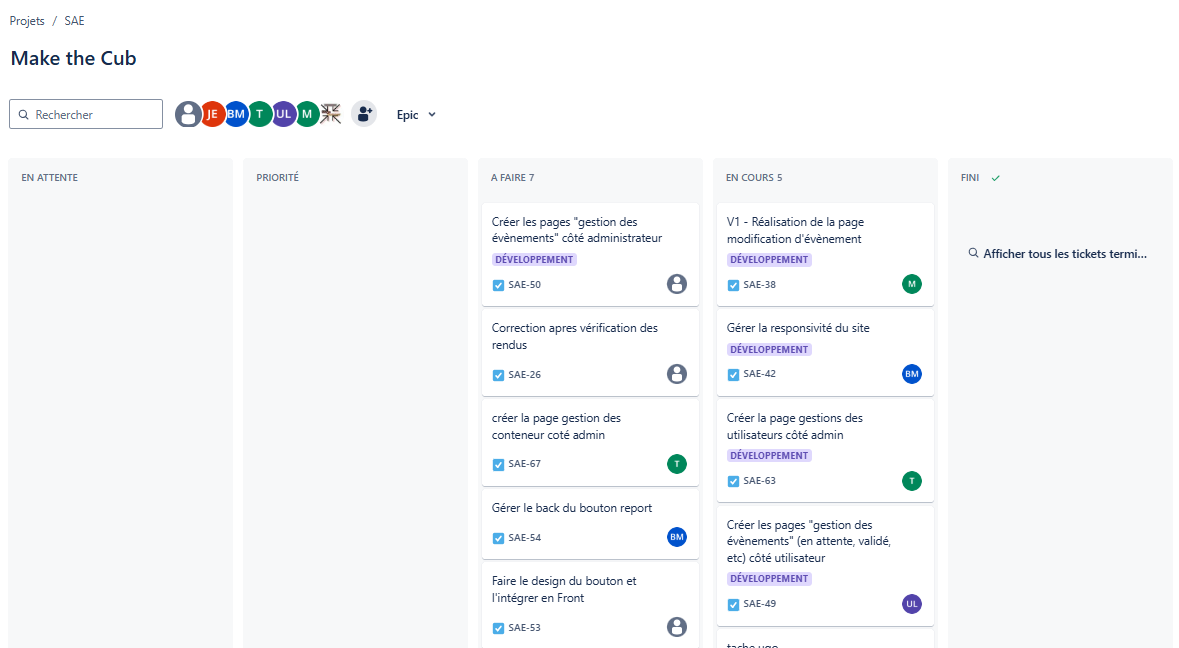 Projets / SAE
Make the Cub
Rechercher
JE BM T UL M
Epic
EN ATTENTE
PRIORITÉ
A FAIRE 7
Créer les pages "gestion des
évènements" côté administrateur
DÉVELOPPEMENT
SAE-50
Correction apres vérification des
rendus
SAE-26
créer la page gestion des
conteneur coté admin
SAE-67
T
Gérer le back du bouton report
SAE-54
BM
Faire le design du bouton et
l'intégrer en Front
SAE-53
EN COURS 5
V1 - Réalisation de la page
modification d'évènement
DÉVELOPPEMENT
SAE-38
M
Gérer la responsivité du site
DÉVELOPPEMENT
SAE-42
BM
Créer la page gestions des
utilisateurs côté admin
DÉVELOPPEMENT
SAE-63
T
Créer les pages "gestion des
évènements" (en attente, validé,
etc) côté utilisateur
DÉVELOPPEMENT
SAE-49
UL
tache ugo
FINI
Afficher tous les tickets termi...